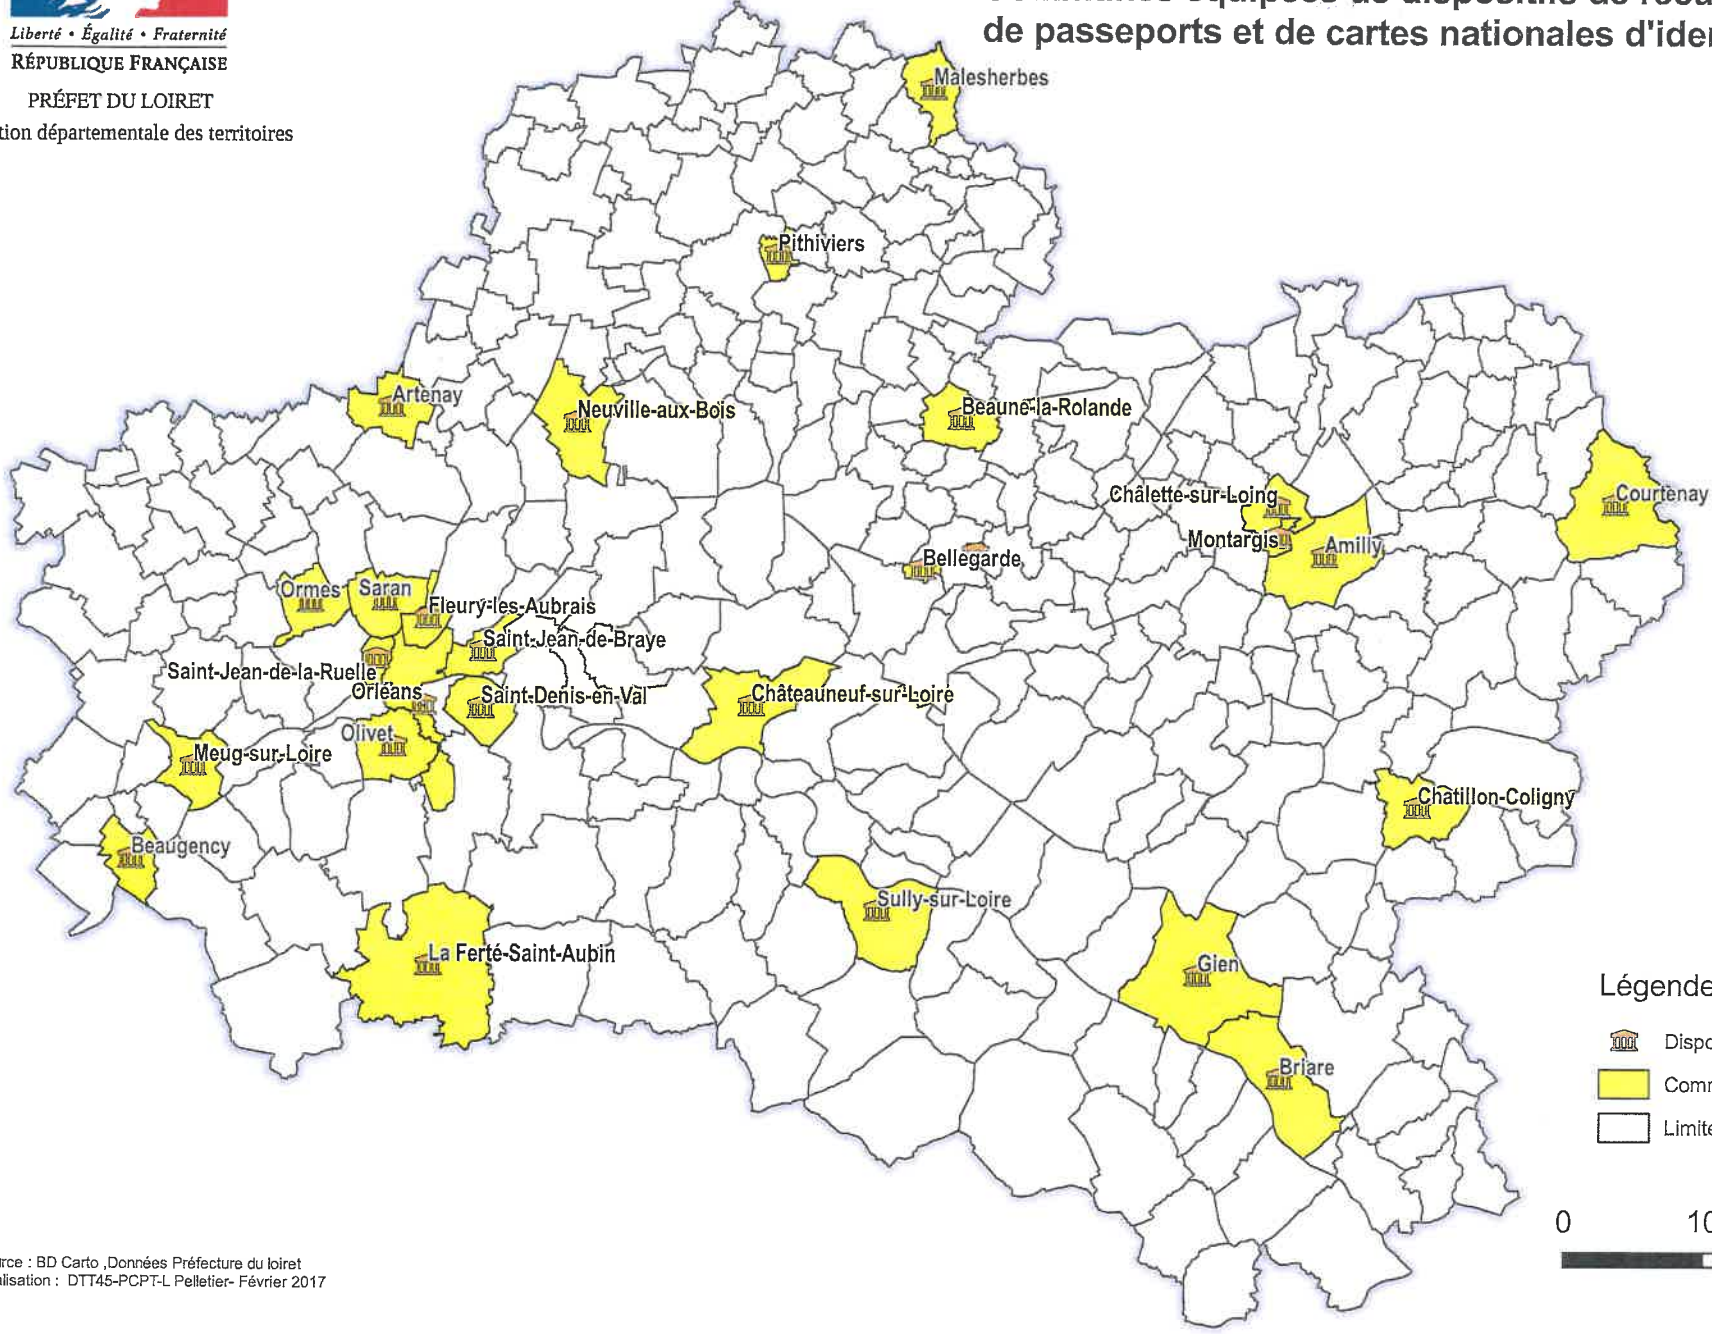 Liberté • Égalité • Fraternité
RÉPUBLIQUE FRANÇAISE
PRÉFET DU LOIRET
tion départementale des territoires
de passeports et de cartes nationales d'iden
Malesherbes
Pithiviers
Artenay
Neuville-aux-Bois
Beaune-la-Rolande
Châlette-sur-Loing
Courtenay
Montargis
Amilly
Bellegarde
Ormes
Saran
Fleury-les-Aubrais
Saint-Jean-de-Braye
Saint-Jean-de-la-Ruelle
Orléans
Saint-Denis-en-Val
Châteauneuf-sur-Loire
Olivet
Meug-sur-Loire
Chatillon-Coligny
Beaugency
Sully-sur-Loire
La Ferté-Saint-Aubin
Gien
Briare
Légende
Dispo
Comm
Limite
0 10
rce : BD Carto ,Données Préfecture du loiret
alisation : DTT45-PCPT-L Pelletier- Février 2017